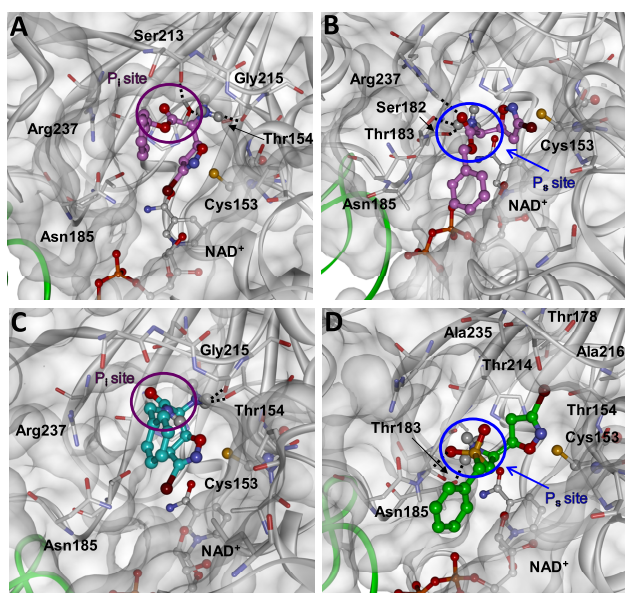 A
Ser213
Pi site
Gly215
Arg237
Thr154
Cys153
Asn185
NAD+
B
Arg237
Ser182
Thr183
Cys153
Ps site
Asn185
NAD+
C
Gly215
Pi site
Thr154
Arg237
Cys153
Asn185
NAD+
D
Thr178
Ala235
Ala216
Thr214
Thr154
Thr183
Cys153
Ps site
Asn185
NAD+